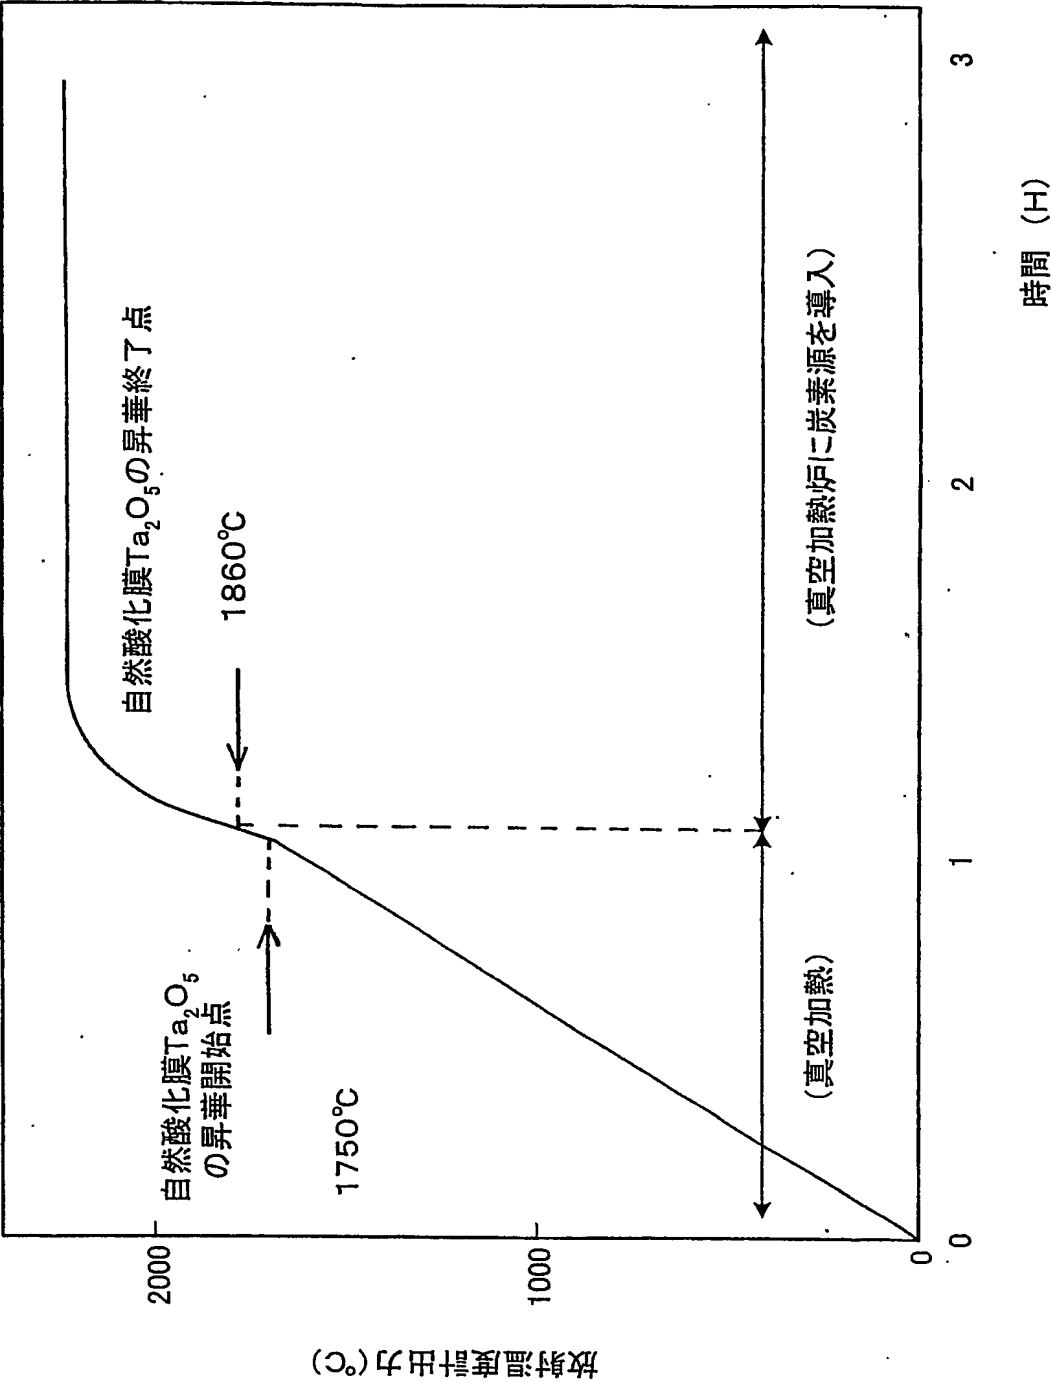 放射温度計出力(℃)
2000
1000
0
自然酸化膜Ta2O5の昇華終了点
1860℃
自然酸化膜Ta2O5
の昇華開始点
1750℃
(真空加熱)
(真空加熱炉に炭素源を導入)
0
1
2
3
時間 (H)